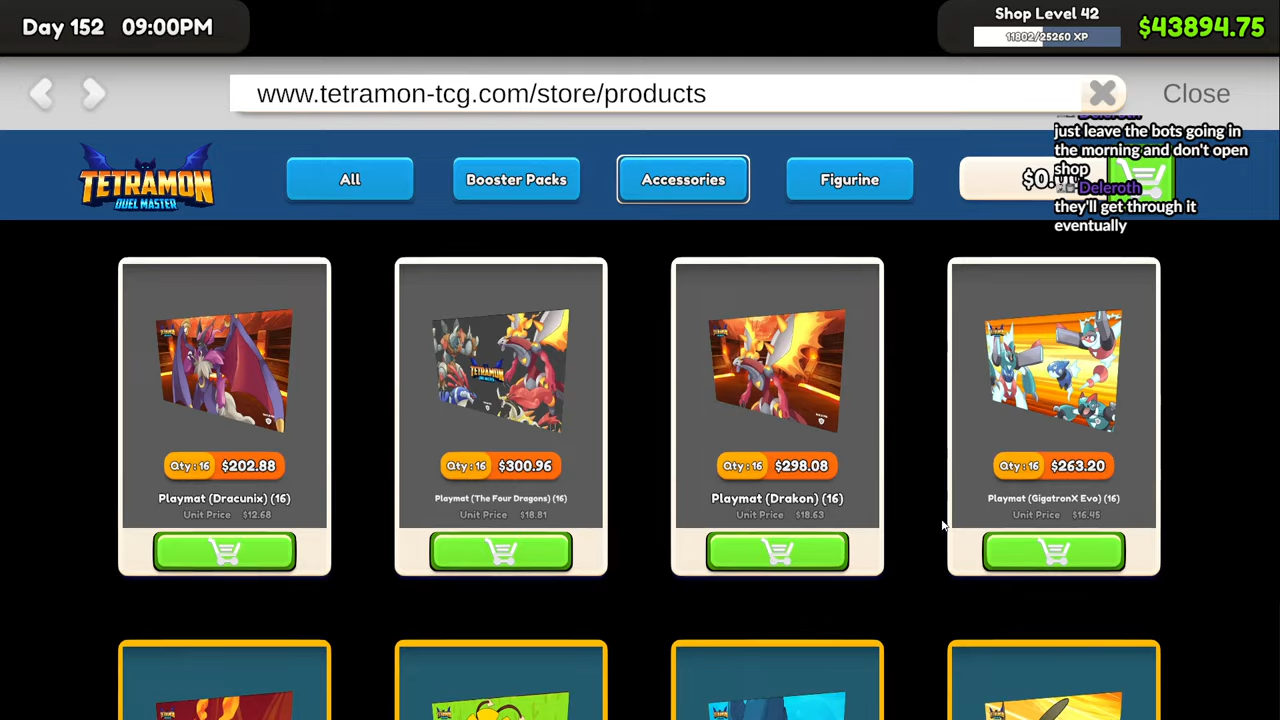 Day 152 09:00PM
Shop Level 42
11802/25260 XP
$43894.75
www.tetramon-tcg.com/store/products
Close
Deleroth
just leave the bots going in
the morning and don't open
shop
Deleroth
they'll get through it
eventually
TETRAMON
DUEL MASTER
All
Booster Packs
Accessories
Figurine
Qty : 16 $202.88
Playmat (Dracunix) (16)
Unit Price $12.68
TETRAMON
Qty : 16 $300.96
Playmat (The Four Dragons) (16)
Unit Price $18.81
Qty : 16 $298.08
Playmat (Drakon) (16)
Unit Price $18.63
Qty : 16 $263.20
Playmat (GigatronX Evo) (16)
Unit Price $16.45